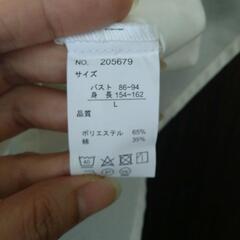 NO. 205679
サイズ
バスト 86~94
身長 154~162
L
品質
ポリエステル 65%
綿 35%